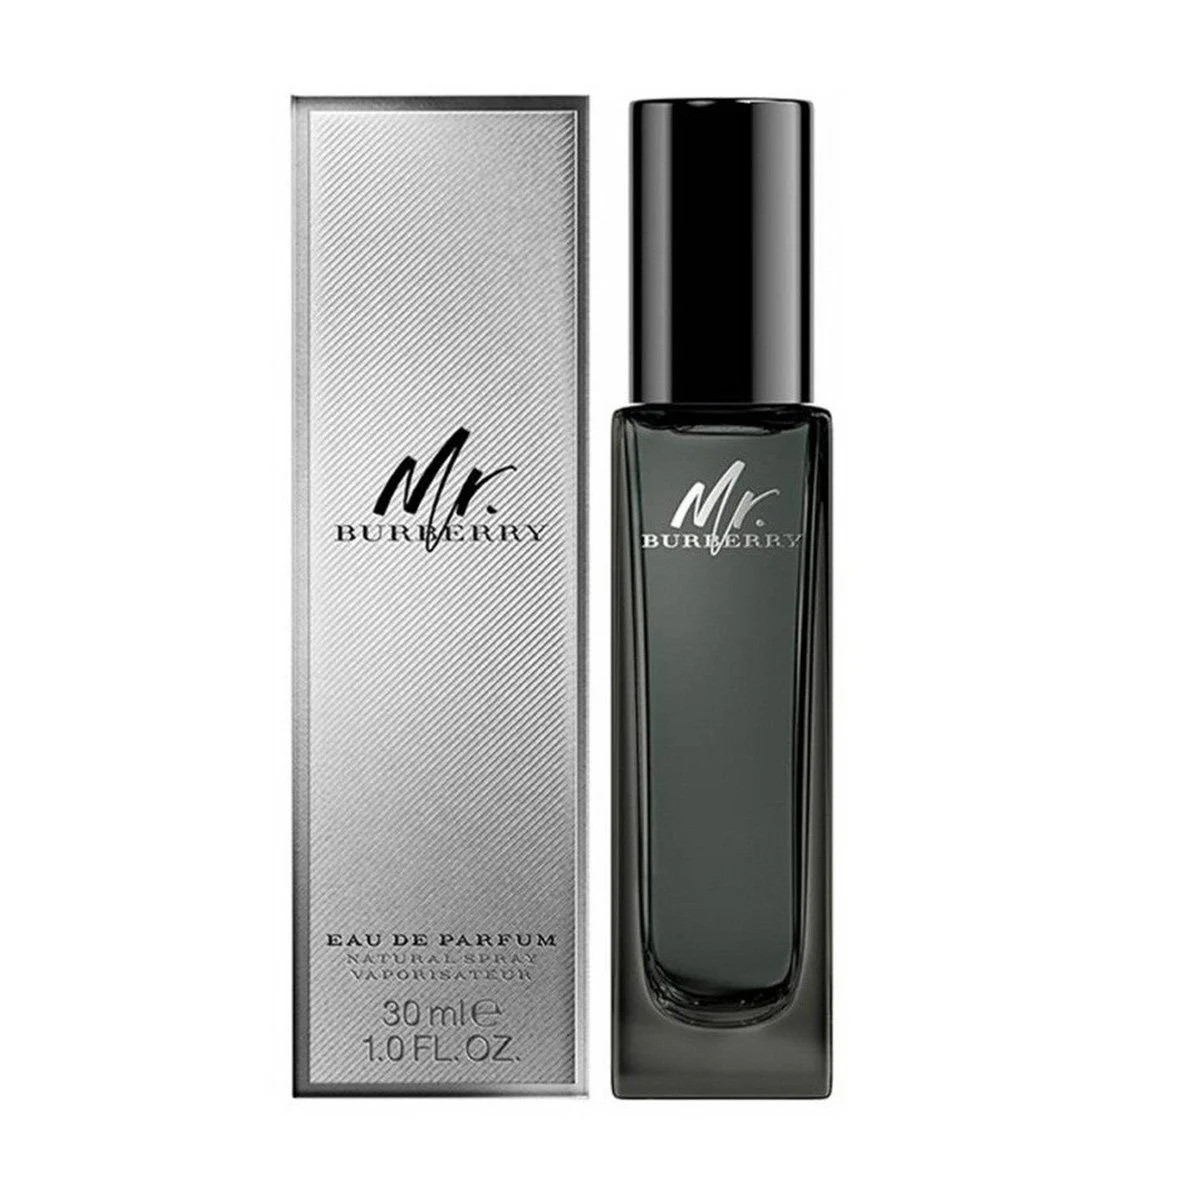 Mr.
BURBERRY
EAU DE PARFUM
NATURAL SPRAY
VAPORISATEUR
30 ml ℮
1.0 FL.OZ.
Mr.
BURBERRY